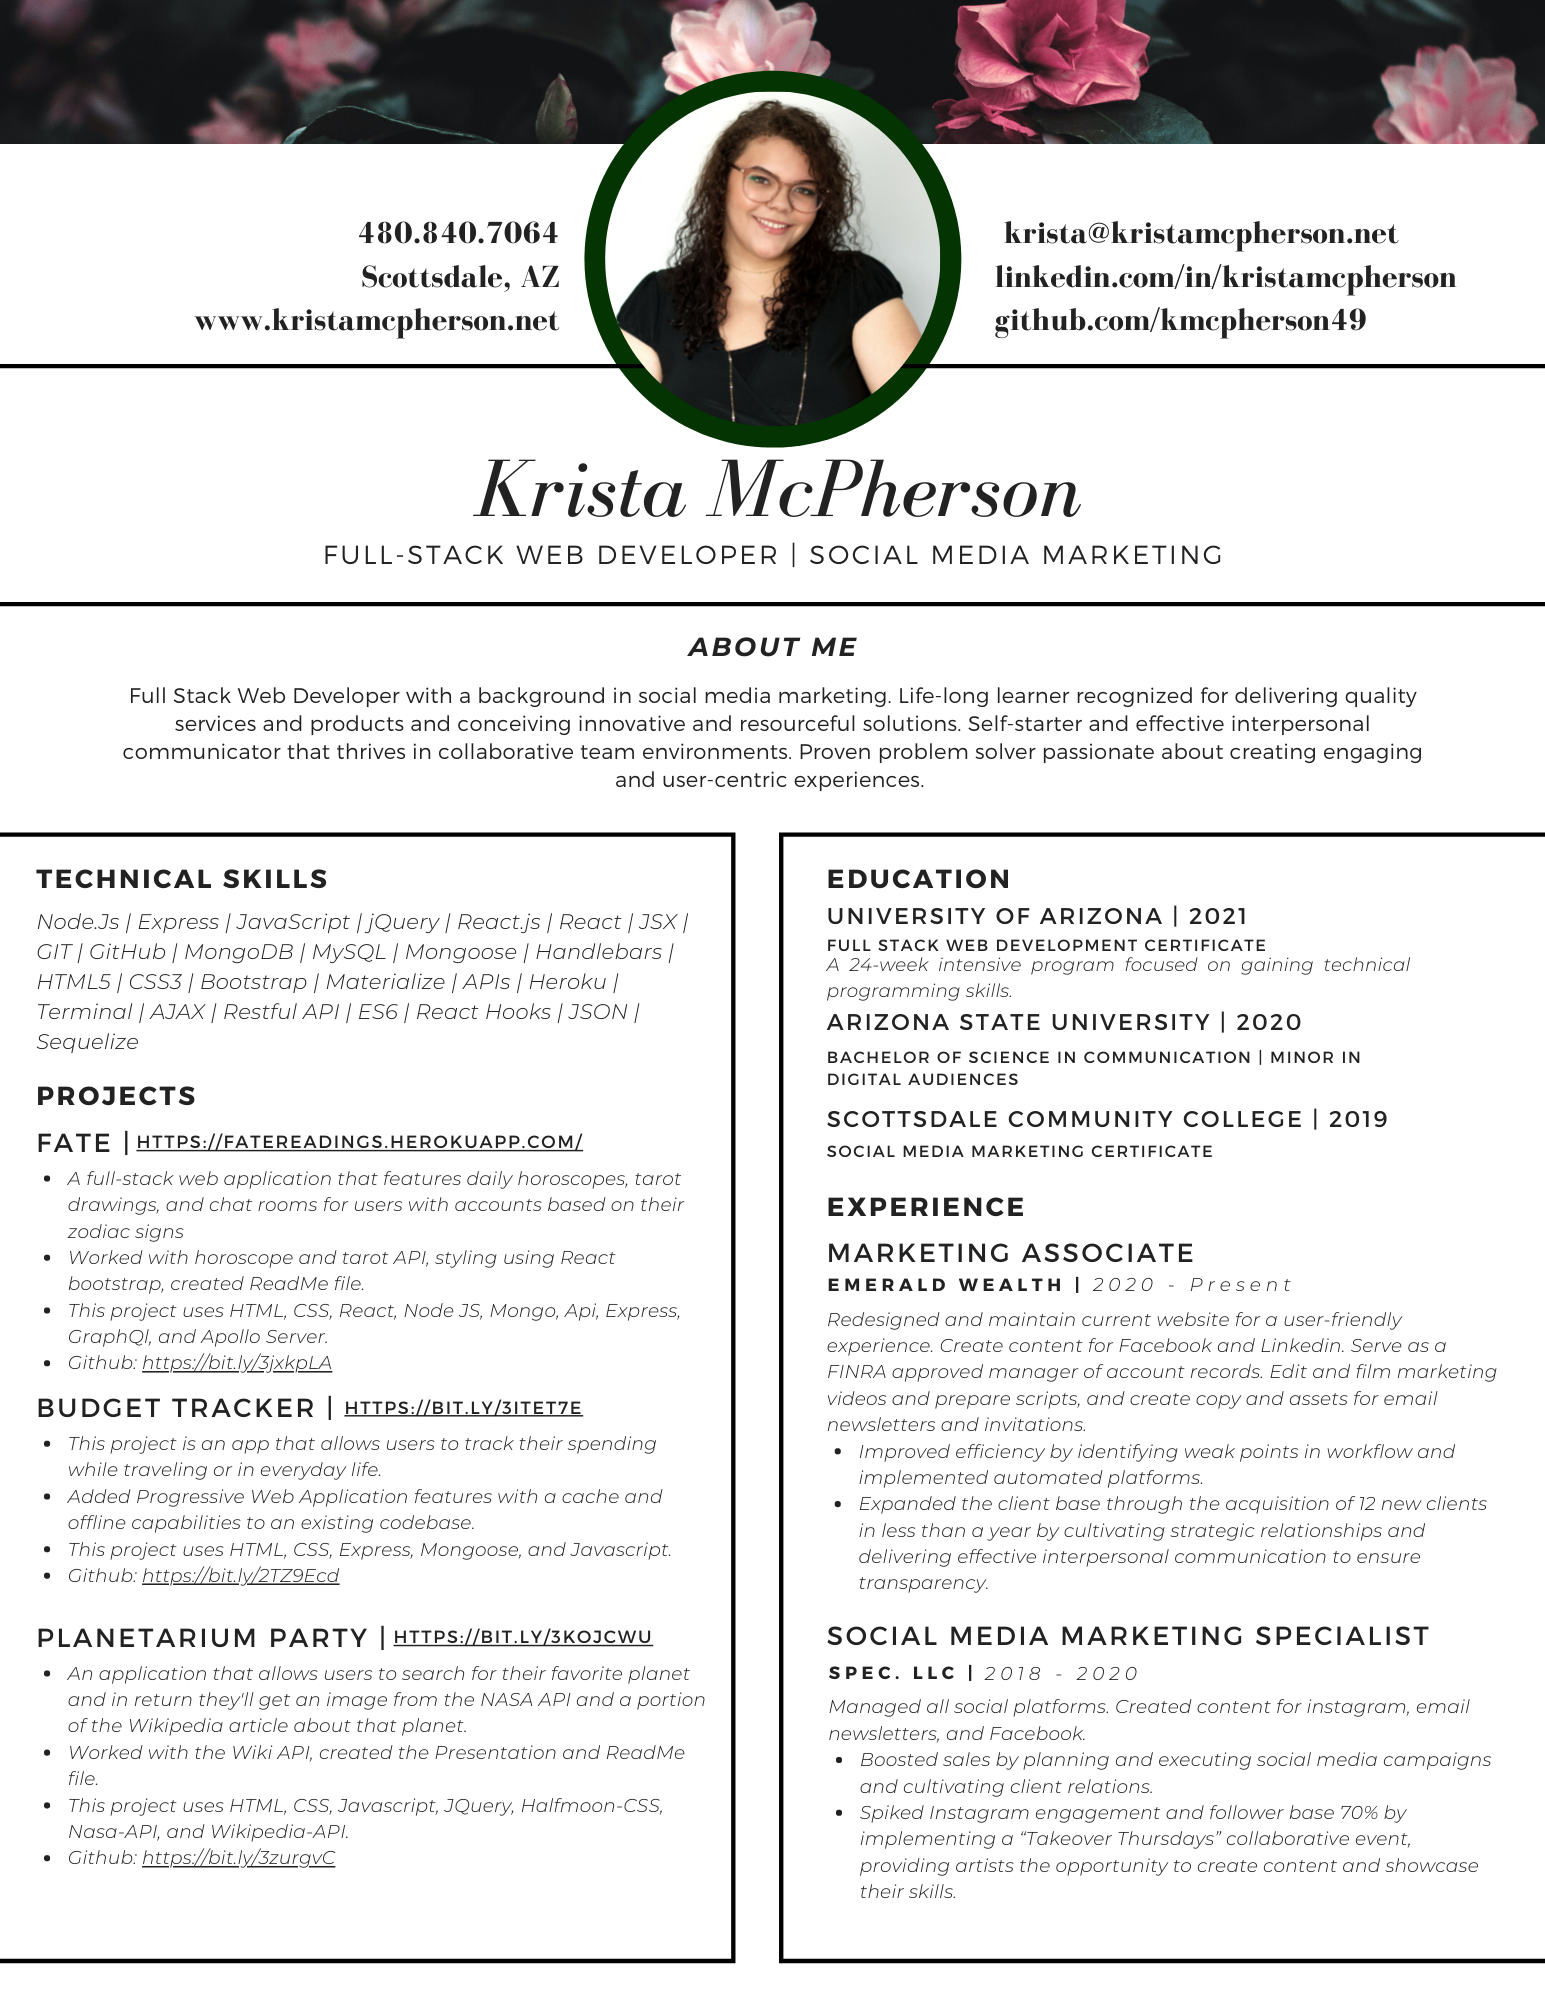 480.840.7064
Scottsdale, AZ
www.kristamcpherson.net
krista@kristamcpherson.net
linkedin.com/in/kristamcpherson
github.com/kmcpherson49
Krista McPherson
FULL-STACK WEB DEVELOPER | SOCIAL MEDIA MARKETING
ABOUT ME
Full Stack Web Developer with a background in social media marketing. Life-long learner recognized for delivering quality
services and products and conceiving innovative and resourceful solutions. Self-starter and effective interpersonal
communicator that thrives in collaborative team environments. Proven problem solver passionate about creating engaging
and user-centric experiences.
TECHNICAL SKILLS
Node.Js | Express | JavaScript | jQuery | React.js | React | JSX |
GIT | GitHub | MongoDB | MySQL | Mongoose | Handlebars |
HTML5 | CSS3 | Bootstrap | Materialize | APIs | Heroku |
Terminal | AJAX | Restful API | ES6 | React Hooks | JSON |
Sequelize
PROJECTS
FATE | HTTPS://FATEREADINGS.HEROKUAPP.COM/
• A full-stack web application that features daily horoscopes, tarot
drawings, and chat rooms for users with accounts based on their
zodiac signs
• Worked with horoscope and tarot API, styling using React
bootstrap, created ReadMe file.
• This project uses HTML, CSS, React, Node JS, Mongo, Api, Express,
GraphQl, and Apollo Server.
• Github: https://bit.ly/3jxkpLA
BUDGET TRACKER | HTTPS://BIT.LY/3ITET7E
• This project is an app that allows users to track their spending
while traveling or in everyday life.
• Added Progressive Web Application features with a cache and
offline capabilities to an existing codebase.
• This project uses HTML, CSS, Express, Mongoose, and Javascript.
• Github: https://bit.ly/2TZ9Ecd
PLANETARIUM PARTY | HTTPS://BIT.LY/3KOJCWU
• An application that allows users to search for their favorite planet
and in return they'll get an image from the NASA API and a portion
of the Wikipedia article about that planet.
• Worked with the Wiki API, created the Presentation and ReadMe
file.
• This project uses HTML, CSS, Javascript, JQuery, Halfmoon-CSS,
Nasa-API, and Wikipedia-API.
• Github: https://bit.ly/3zurgvC
EDUCATION
UNIVERSITY OF ARIZONA | 2021
FULL STACK WEB DEVELOPMENT CERTIFICATE
A 24-week intensive program focused on gaining technical
programming skills.
ARIZONA STATE UNIVERSITY | 2020
BACHELOR OF SCIENCE IN COMMUNICATION | MINOR IN
DIGITAL AUDIENCES
SCOTTSDALE COMMUNITY COLLEGE | 2019
SOCIAL MEDIA MARKETING CERTIFICATE
EXPERIENCE
MARKETING ASSOCIATE
EMERALD WEALTH | 2020 - Present
Redesigned and maintain current website for a user-friendly
experience. Create content for Facebook and Linkedin. Serve as a
FINRA approved manager of account records. Edit and film marketing
videos and prepare scripts, and create copy and assets for email
newsletters and invitations.
• Improved efficiency by identifying weak points in workflow and
implemented automated platforms.
• Expanded the client base through the acquisition of 12 new clients
in less than a year by cultivating strategic relationships and
delivering effective interpersonal communication to ensure
transparency.
SOCIAL MEDIA MARKETING SPECIALIST
SPEC. LLC | 2018 - 2020
Managed all social platforms. Created content for instagram, email
newsletters, and Facebook.
• Boosted sales by planning and executing social media campaigns
and cultivating client relations.
• Spiked Instagram engagement and follower base 70% by
implementing a “Takeover Thursdays” collaborative event,
providing artists the opportunity to create content and showcase
their skills.